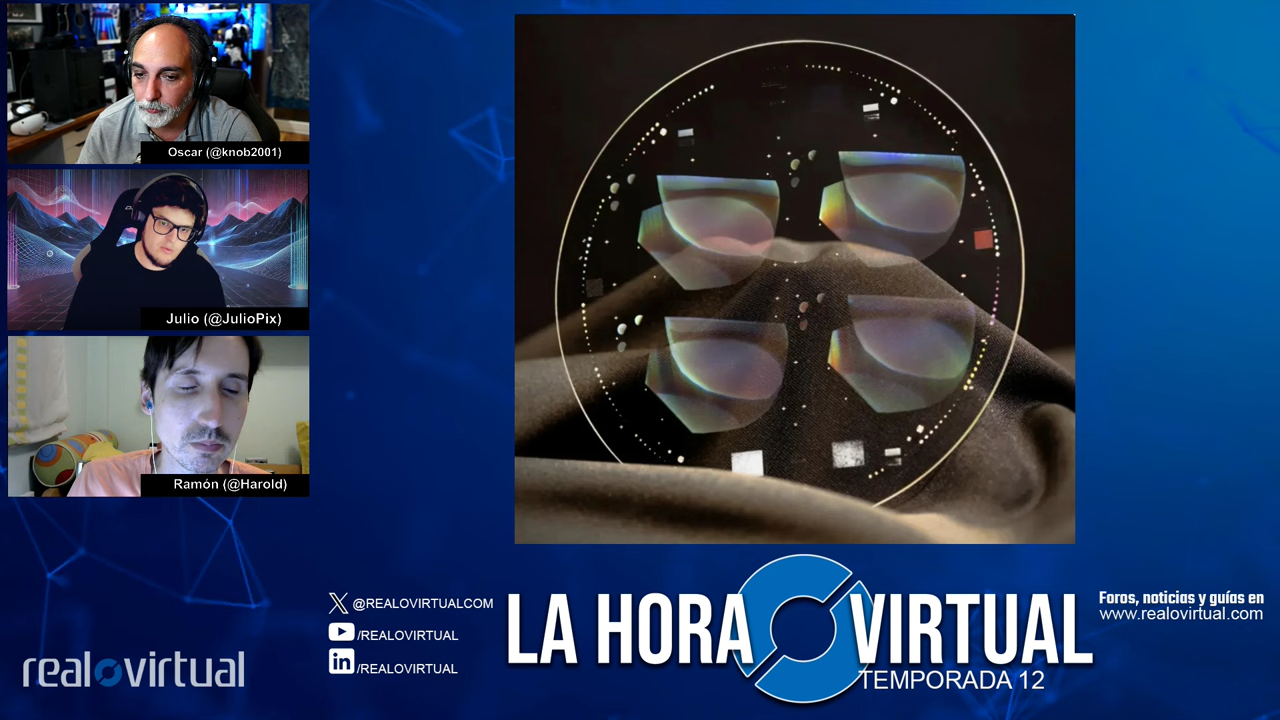 Oscar (@knob2001)
Julio (@JulioPix)
Ramón (@Harold)
@REALOVIRTUALCOM
/REALOVIRTUAL
/REALOVIRTUAL
realovirtual
LA HORA VIRTUAL
TEMPORADA 12
Foros, noticias y guías en
www.realovirtual.com